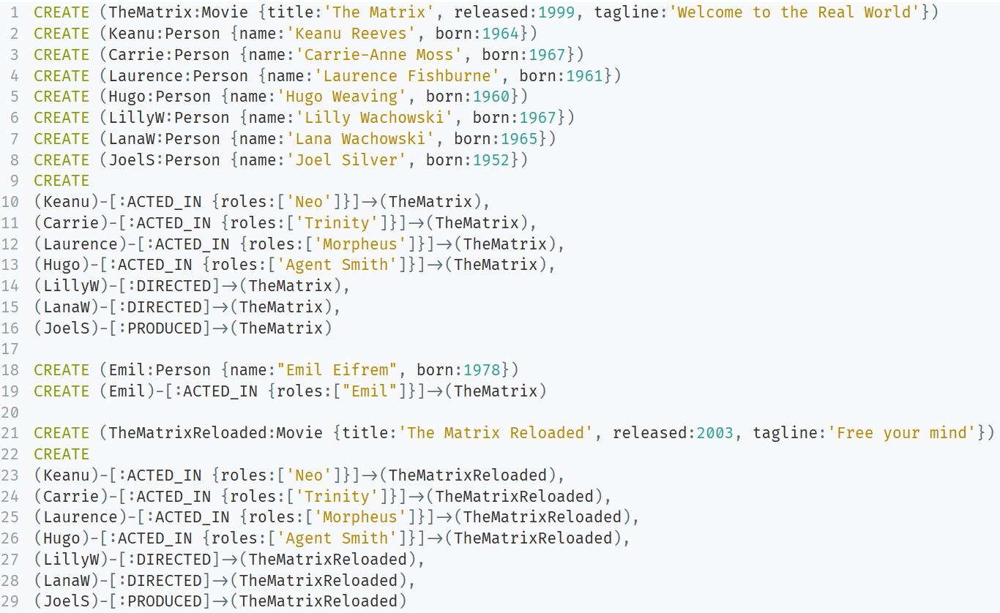 1 CREATE (TheMatrix:Movie {title:'The Matrix', released:1999, tagline:'Welcome to the Real World'})
2 CREATE (Keanu:Person {name:'Keanu Reeves', born:1964})
3 CREATE (Carrie:Person {name:'Carrie-Anne Moss', born:1967})
4 CREATE (Laurence:Person {name:'Laurence Fishburne', born:1961})
5 CREATE (Hugo:Person {name:'Hugo Weaving', born:1960})
6 CREATE (LillyW:Person {name:'Lilly Wachowski', born:1967})
7 CREATE (LanaW:Person {name:'Lana Wachowski', born:1965})
8 CREATE (JoelS:Person {name:'Joel Silver', born:1952})
9 CREATE
10 (Keanu)-[:ACTED_IN {roles:['Neo']}]→(TheMatrix),
11 (Carrie)-[:ACTED_IN {roles:['Trinity']}]→(TheMatrix),
12 (Laurence)-[:ACTED_IN {roles:['Morpheus']}]→(TheMatrix),
13 (Hugo)-[:ACTED_IN {roles:['Agent Smith']}]→(TheMatrix),
14 (LillyW)-[:DIRECTED]→(TheMatrix),
15 (LanaW)-[:DIRECTED]→(TheMatrix),
16 (JoelS)-[:PRODUCED]→(TheMatrix)
17
18 CREATE (Emil:Person {name:"Emil Eifrem", born:1978})
19 CREATE (Emil)-[:ACTED_IN {roles:["Emil"]}]→(TheMatrix)
20
21 CREATE (TheMatrixReloaded:Movie {title:'The Matrix Reloaded', released:2003, tagline:'Free your mind'})
22 CREATE
23 (Keanu)-[:ACTED_IN {roles:['Neo']}]→(TheMatrixReloaded),
24 (Carrie)-[:ACTED_IN {roles:['Trinity']}]→(TheMatrixReloaded),
25 (Laurence)-[:ACTED_IN {roles:['Morpheus']}]→(TheMatrixReloaded),
26 (Hugo)-[:ACTED_IN {roles:['Agent Smith']}]→(TheMatrixReloaded),
27 (LillyW)-[:DIRECTED]→(TheMatrixReloaded),
28 (LanaW)-[:DIRECTED]→(TheMatrixReloaded),
29 (JoelS)-[:PRODUCED]→(TheMatrixReloaded)